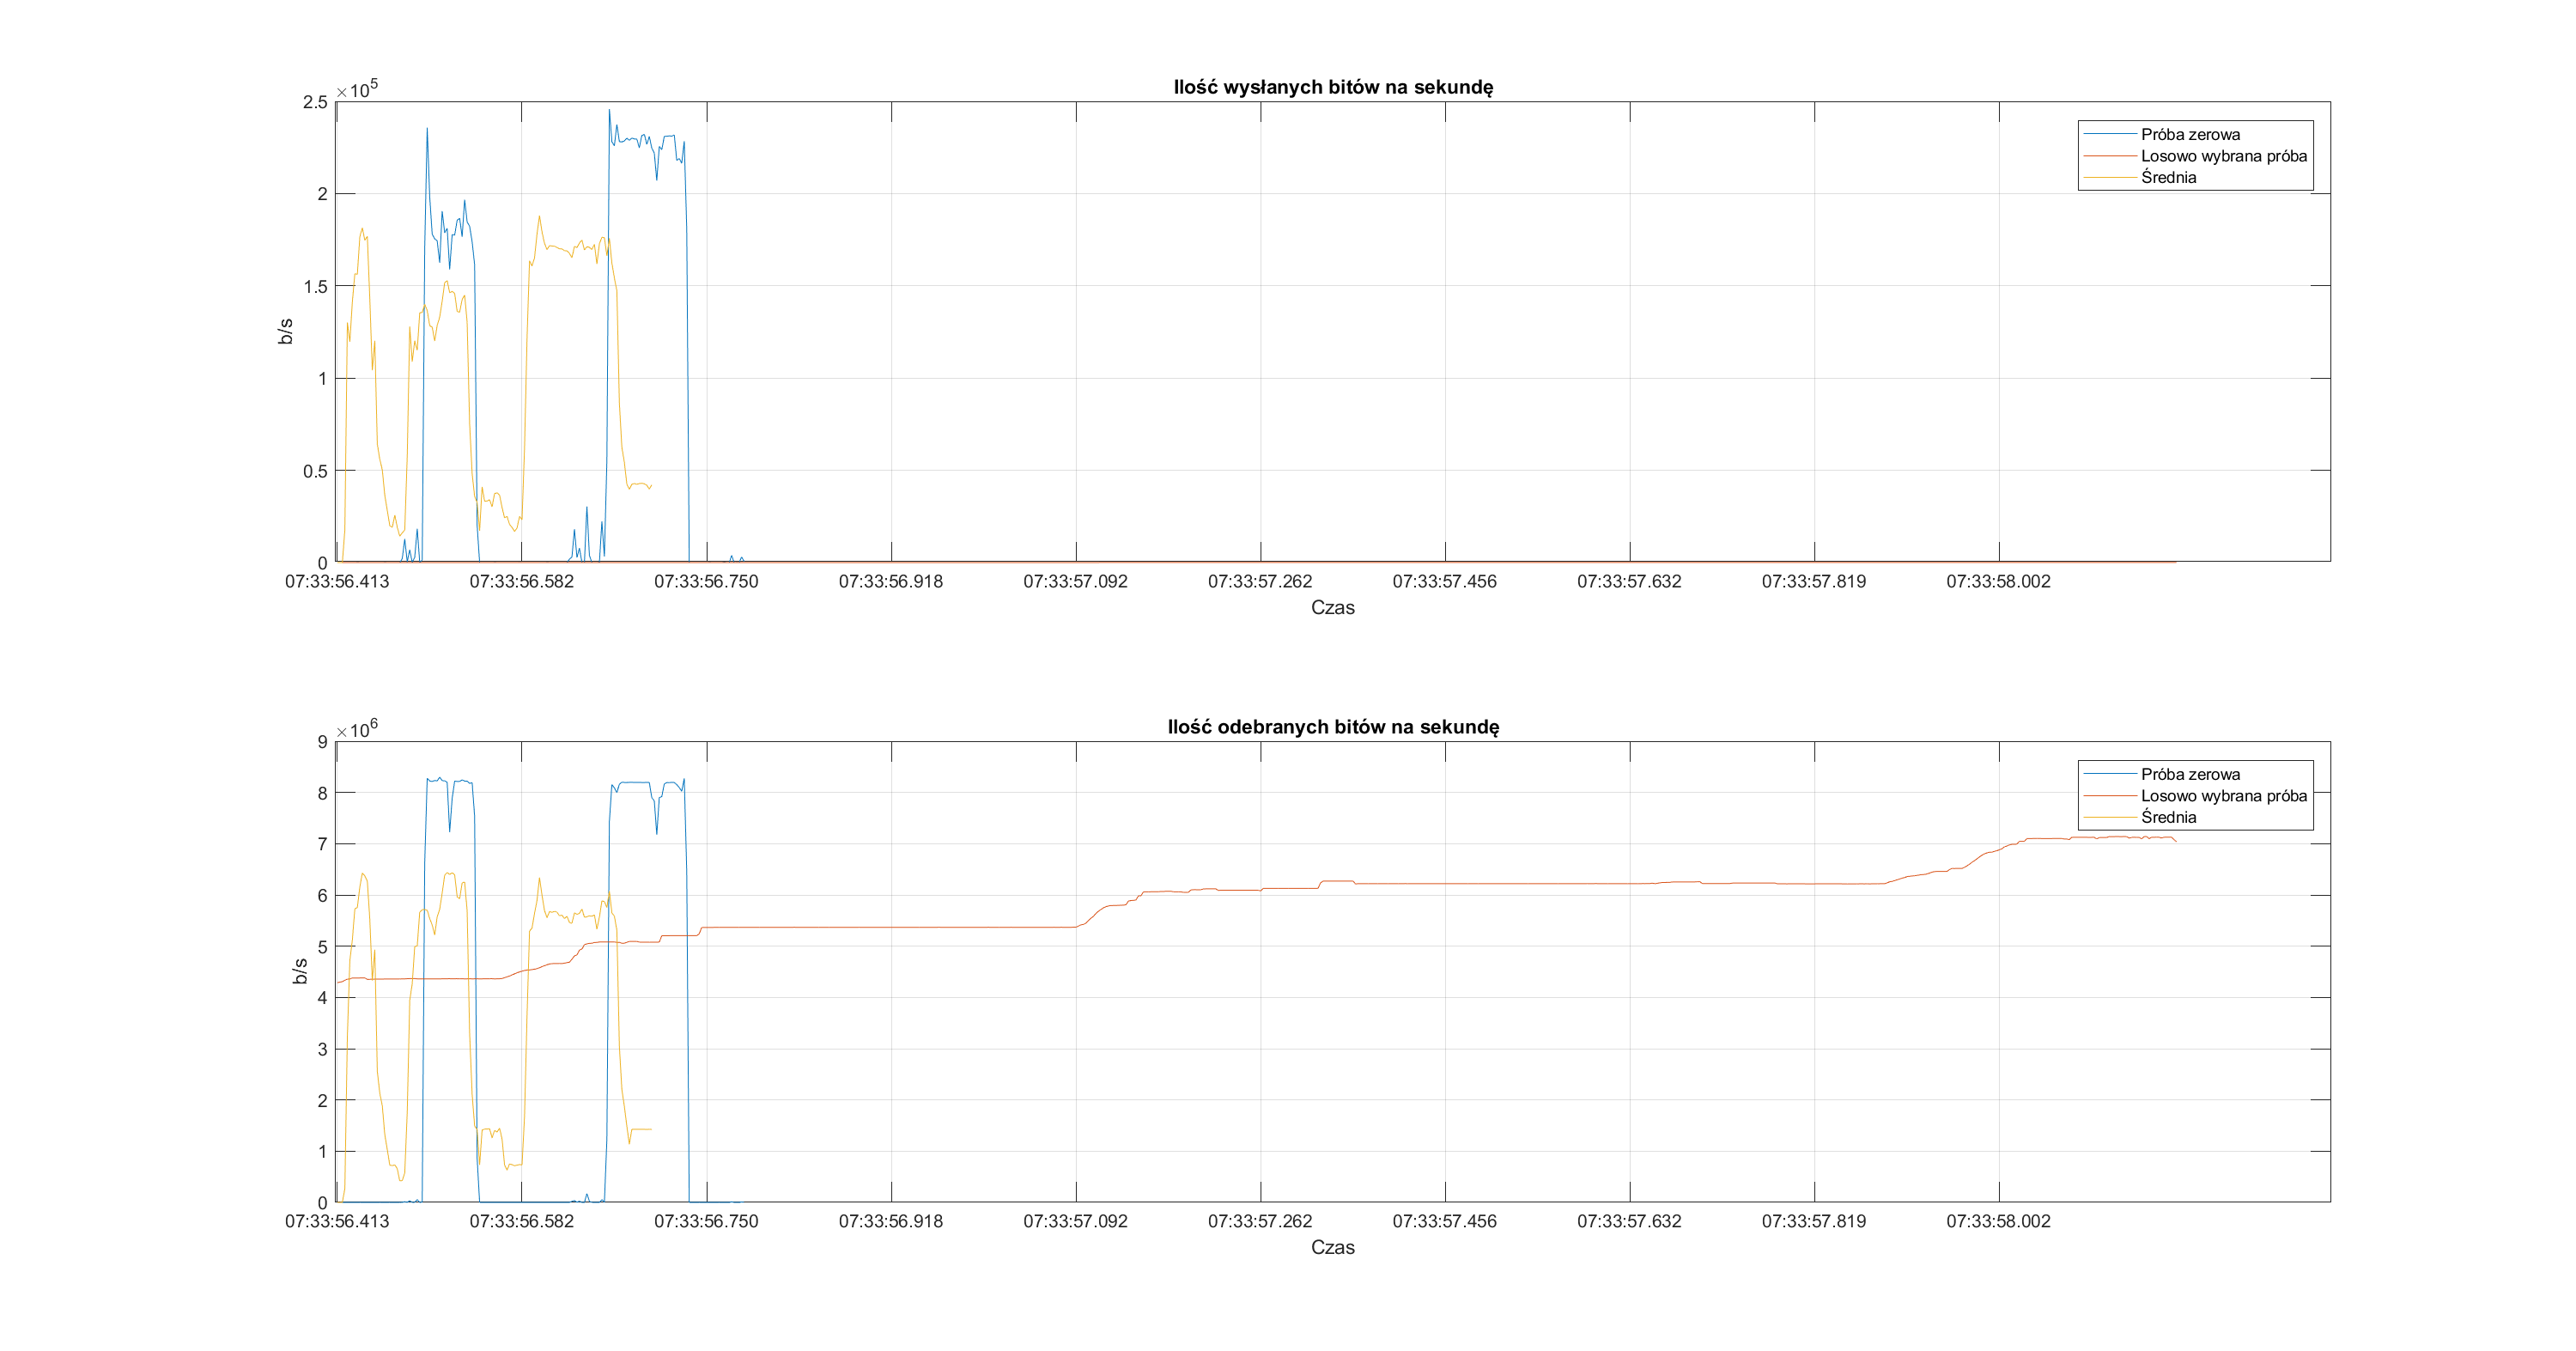 Ilość wysłanych bitów na sekundę
×10^5
2.5
2
1.5
1
0.5
0
b/s
Próba zerowa
Losowo wybrana próba
Średnia
07:33:56.413 07:33:56.582 07:33:56.750 07:33:56.918 07:33:57.092 07:33:57.262 07:33:57.456 07:33:57.632 07:33:57.819 07:33:58.002
Czas
Ilość odebranych bitów na sekundę
×10^6
9
8
7
6
5
4
3
2
1
0
b/s
Próba zerowa
Losowo wybrana próba
Średnia
07:33:56.413 07:33:56.582 07:33:56.750 07:33:56.918 07:33:57.092 07:33:57.262 07:33:57.456 07:33:57.632 07:33:57.819 07:33:58.002
Czas